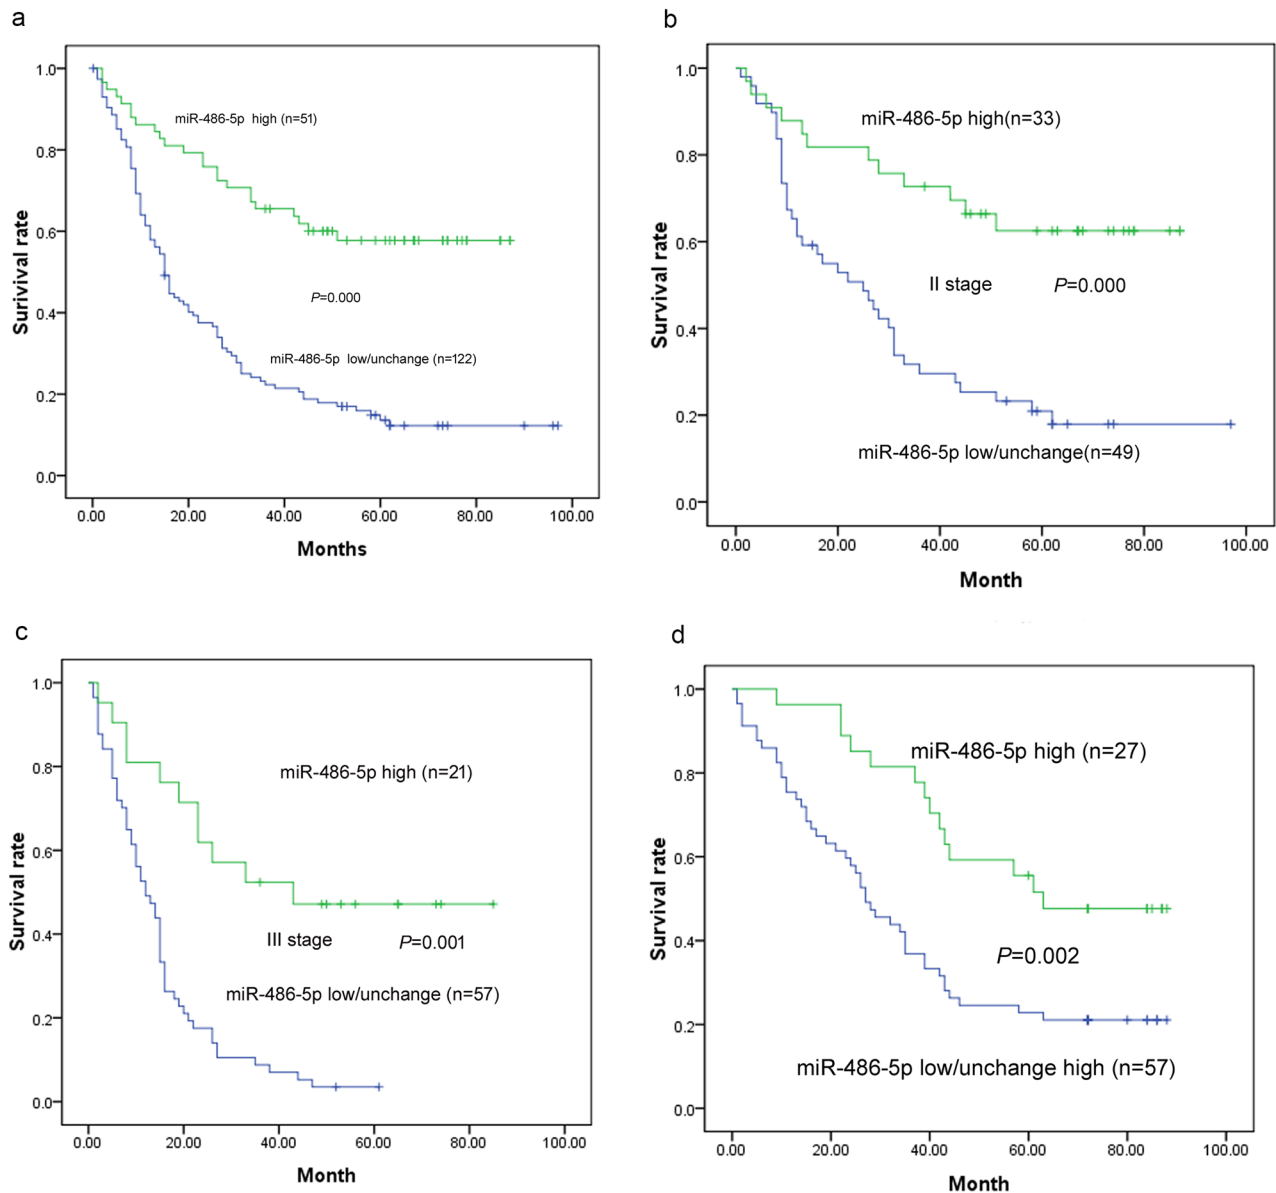 a
1.0
0.8
0.6
0.4
0.2
0.0
Surivival rate
miR-486-5p high (n=51)
P=0.000
miR-486-5p low/unchange (n=122)
0.00 20.00 40.00 60.00 80.00 100.00
Months
b
1.0
0.8
0.6
0.4
0.2
0.0
Survival rate
miR-486-5p high(n=33)
II stage P=0.000
miR-486-5p low/unchange(n=49)
0.00 20.00 40.00 60.00 80.00 100.00
Month
c
1.0
0.8
0.6
0.4
0.2
0.0
Survival rate
miR-486-5p high (n=21)
III stage P=0.001
miR-486-5p low/unchange (n=57)
0.00 20.00 40.00 60.00 80.00 100.00
Month
d
1.0
0.8
0.6
0.4
0.2
0.0
Survival rate
miR-486-5p high (n=27)
P=0.002
miR-486-5p low/unchange high (n=57)
0.00 20.00 40.00 60.00 80.00 100.00
Month